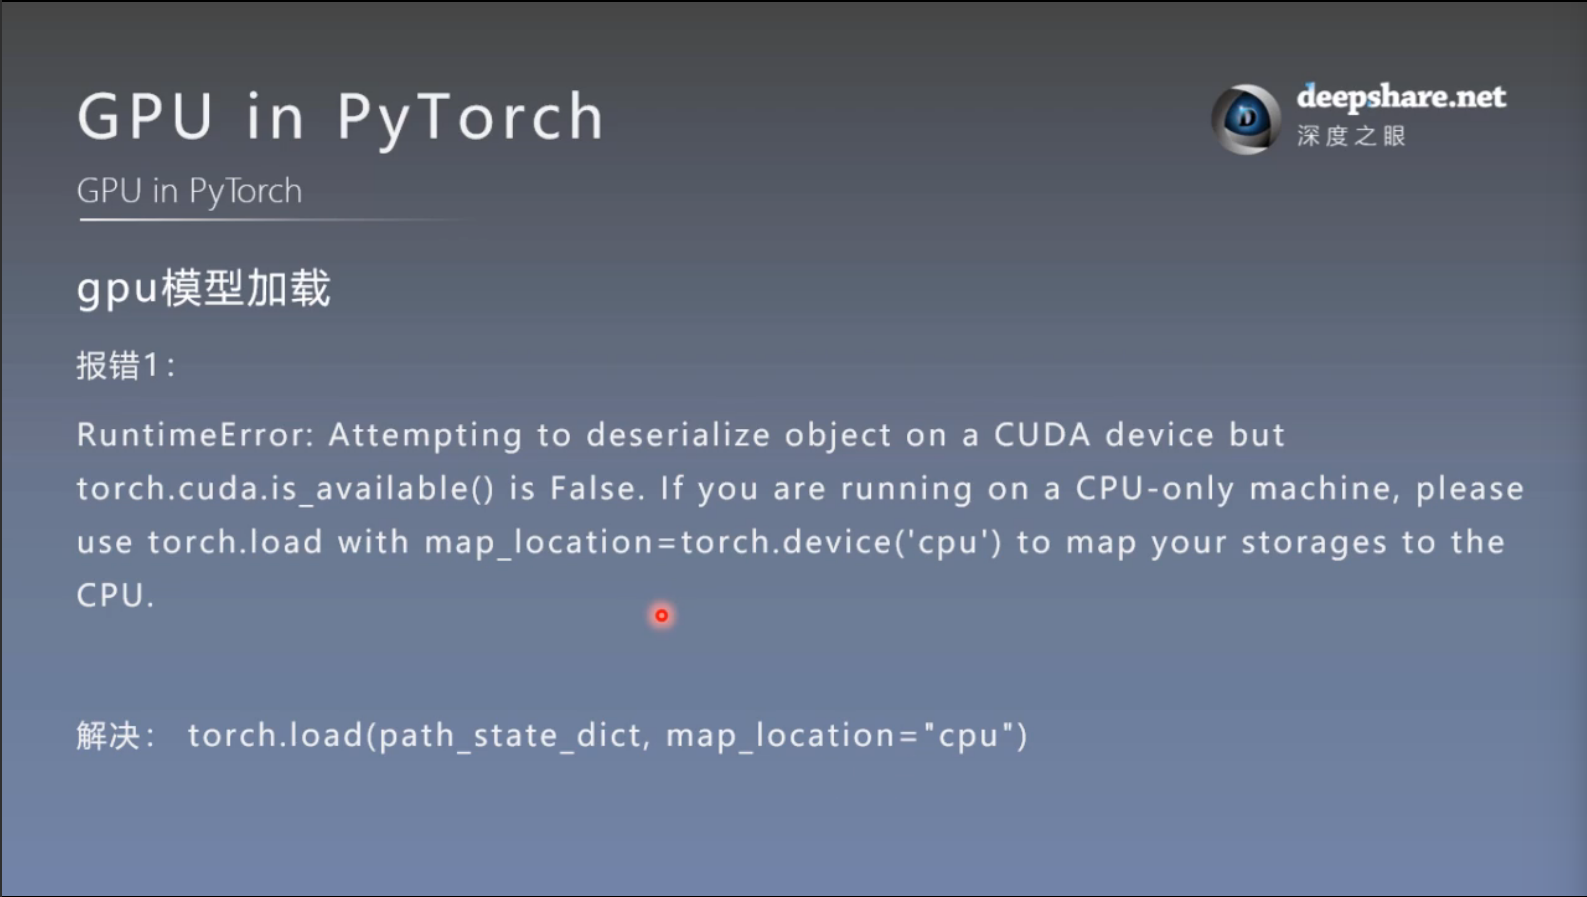 GPU in PyTorch
deepshare.net
深度之眼
GPU in PyTorch
gpu模型加载
报错1:
RuntimeError: Attempting to deserialize object on a CUDA device but
torch.cuda.is_available() is False. If you are running on a CPU-only machine, please
use torch.load with map_location=torch.device('cpu') to map your storages to the
CPU.
解决: torch.load(path_state_dict, map_location="cpu")